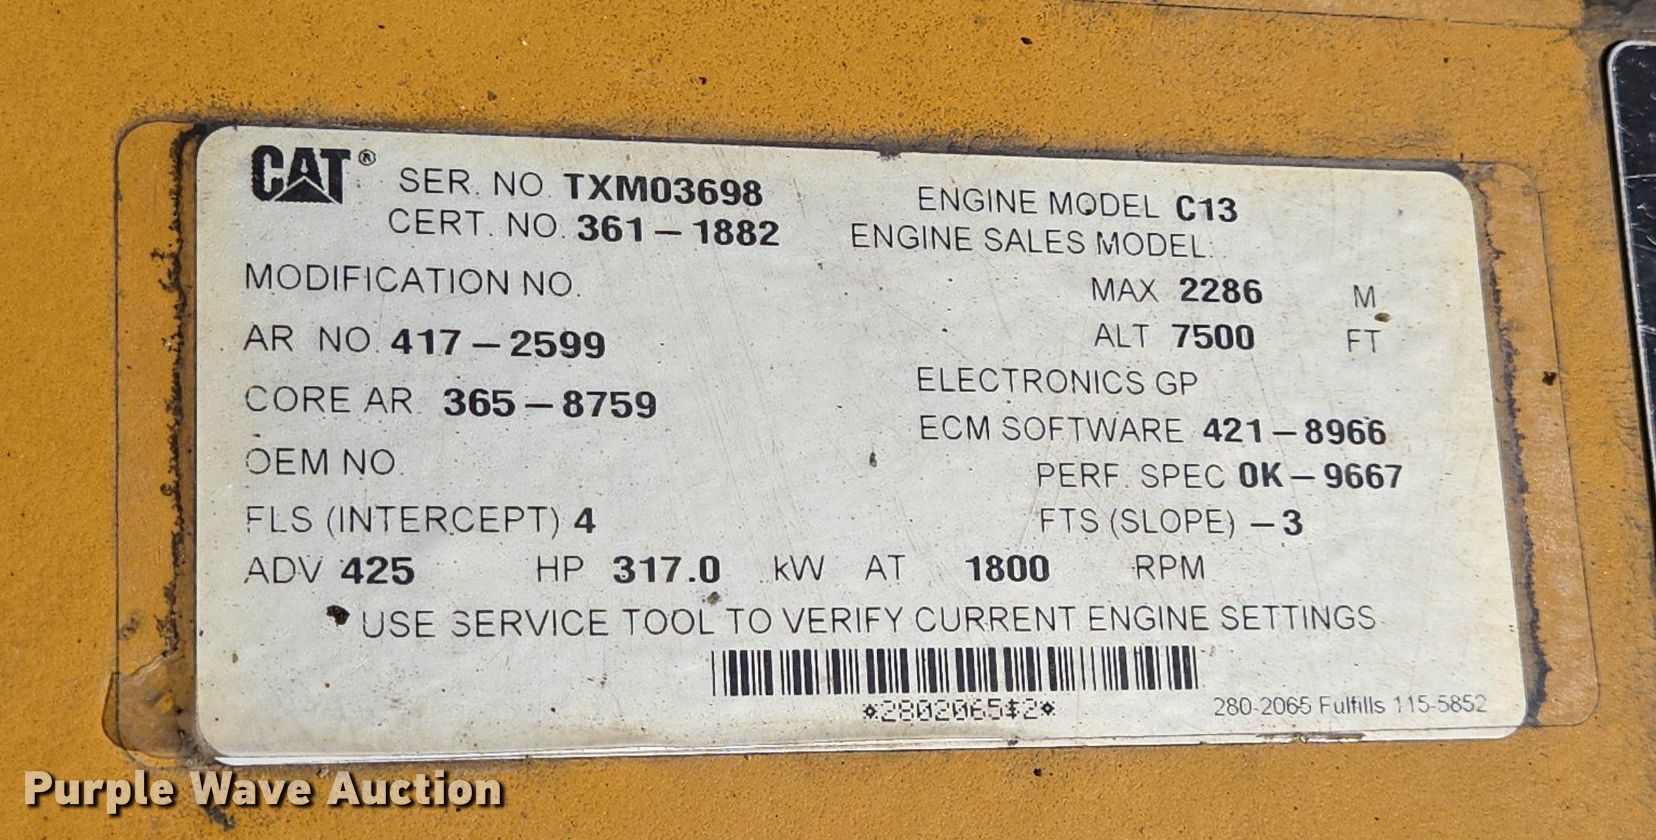 CAT® SER. NO. TXM03698 ENGINE MODEL C13
CERT. NO. 361-1882 ENGINE SALES MODEL:
MODIFICATION NO. MAX 2286 M
AR NO. 417-2599 ALT 7500 FT
CORE AR. 365-8759 ELECTRONICS GP
ECM SOFTWARE 421-8966
OEM NO. PERF. SPEC 0K-9667
FLS (INTERCEPT) 4 FTS (SLOPE) -3
ADV 425 HP 317.0 kW AT 1800 RPM
USE SERVICE TOOL TO VERIFY CURRENT ENGINE SETTINGS
*2802065$2*
280-2065 Fulfills 115-5852
Purple Wave Auction